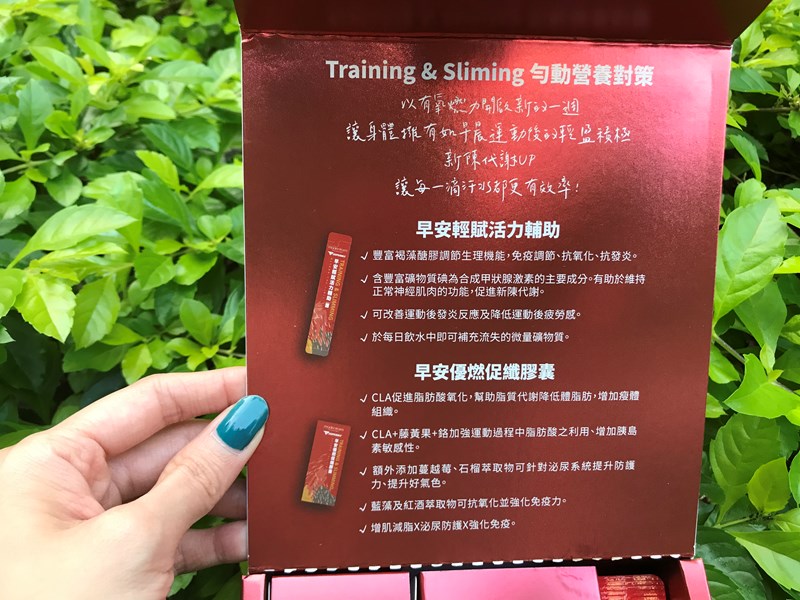 Training & Sliming 勻動營養對策
以有氧燃力開啟新的一週
讓身體擁有如早晨運動後的輕盈積極
新陳代謝UP
讓每一滴汗水都更有效率!
早安輕賦活力輔助
✓ 豐富褐藻醣膠調節生理機能,免疫調節、抗氧化、抗發炎。
✓ 含豐富礦物質碘為合成甲狀腺激素的主要成分。有助於維持
正常神經肌肉的功能,促進新陳代謝。
✓ 可改善運動後發炎反應及降低運動後疲勞感。
✓ 於每日飲水中即可補充流失的微量礦物質。
早安優燃促纖膠囊
✓ CLA促進脂肪酸氧化,幫助脂質代謝降低體脂肪,增加瘦體
組織。
✓ CLA+藤黃果+鉻加強運動過程中脂肪酸之利用、增加胰島
素敏感性。
✓ 額外添加蔓越莓、石榴萃取物可針對泌尿系統提升防護
力、提升好氣色。
✓ 藍藻及紅酒萃取物可抗氧化並強化免疫力。
✓ 增肌減脂X泌尿防護X強化免疫。
TRAINING & SLIMING
早安輕賦活力輔助